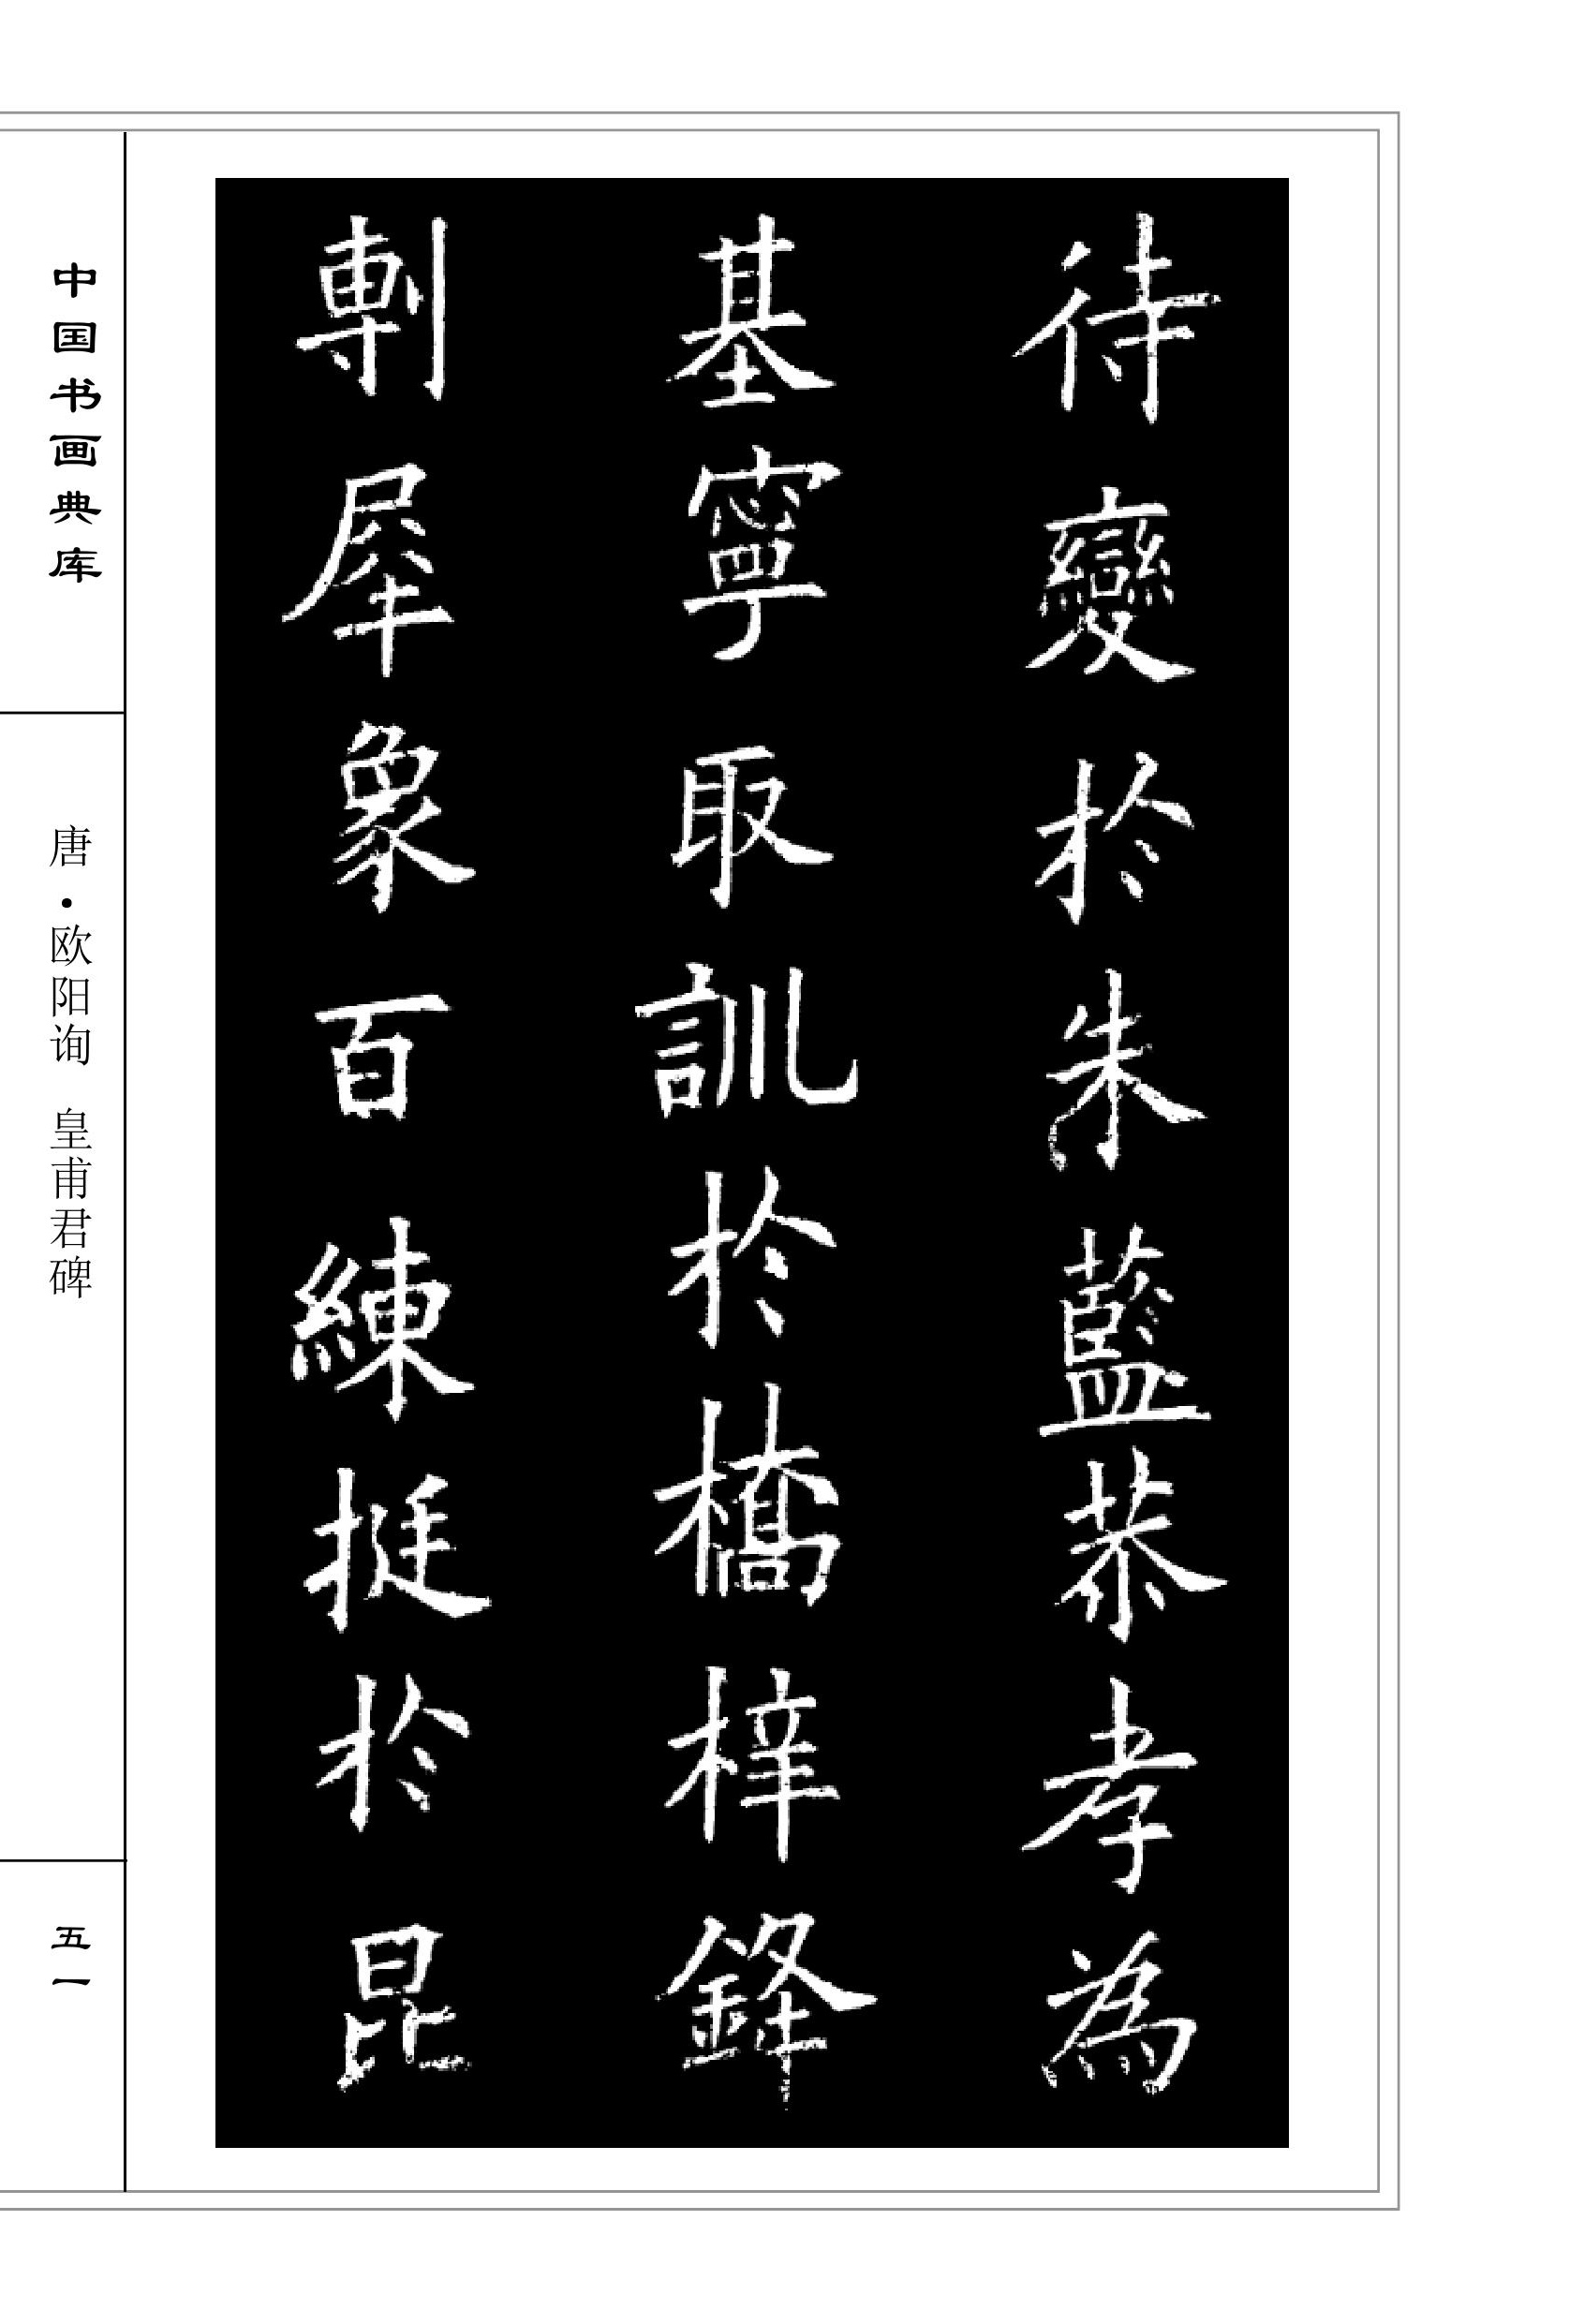 待變於朱藍恭孝爲
基寧取訓於橋梓鋒
剸犀象百練挺於昆
中国书画典库
唐·欧阳询 皇甫君碑
五一